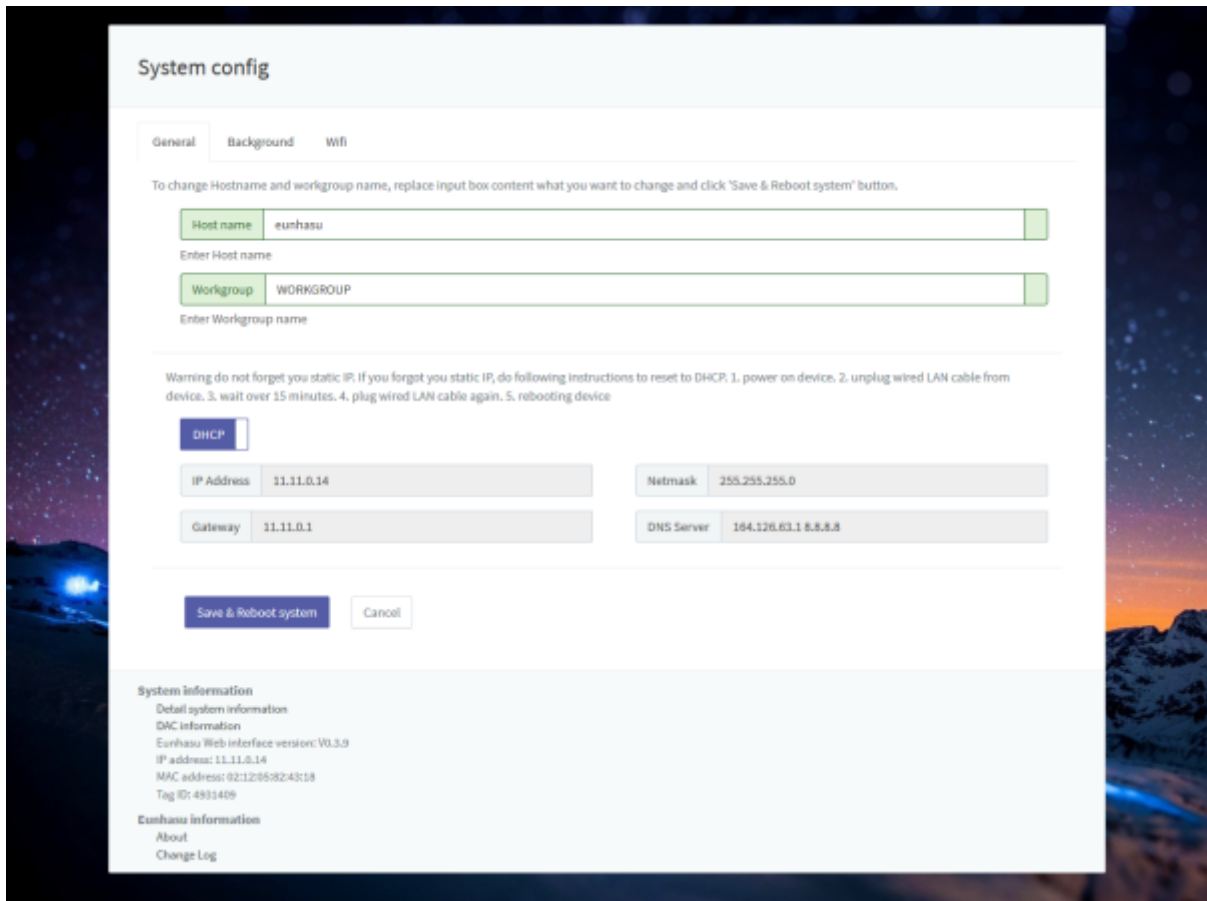 System config
General Background Wifi
To change Hostname and workgroup name, replace input box content what you want to change and click 'Save & Reboot system' button.
Host name eunhasu
Enter Host name
Workgroup WORKGROUP
Enter Workgroup name
Warning do not forget you static IP. If you forgot you static IP, do following instructions to reset to DHCP. 1. power on device. 2. unplug wired LAN cable from
device. 3. wait over 15 minutes. 4. plug wired LAN cable again. 5. rebooting device
DHCP
IP Address 11.11.0.14 Netmask 255.255.255.0
Gateway 11.11.0.1 DNS Server 164.126.63.1 8.8.8.8
Save & Reboot system Cancel
System information
Detail system information
DAC information
Eunhasu Web interface version: V0.3.9
IP address: 11.11.0.14
MAC address: 02:12:05:82:43:18
Tag ID: 4931409
Eunhasu information
About
Change Log